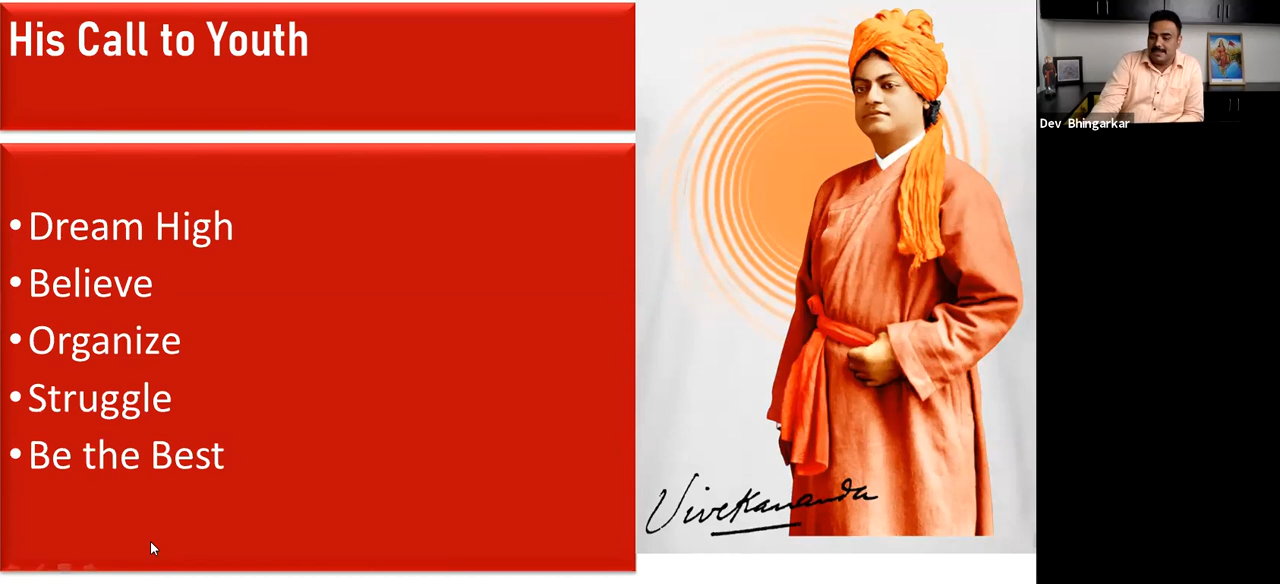 His Call to Youth
• Dream High
• Believe
• Organize
• Struggle
• Be the Best
Vivekananda
Dev Bhingarkar